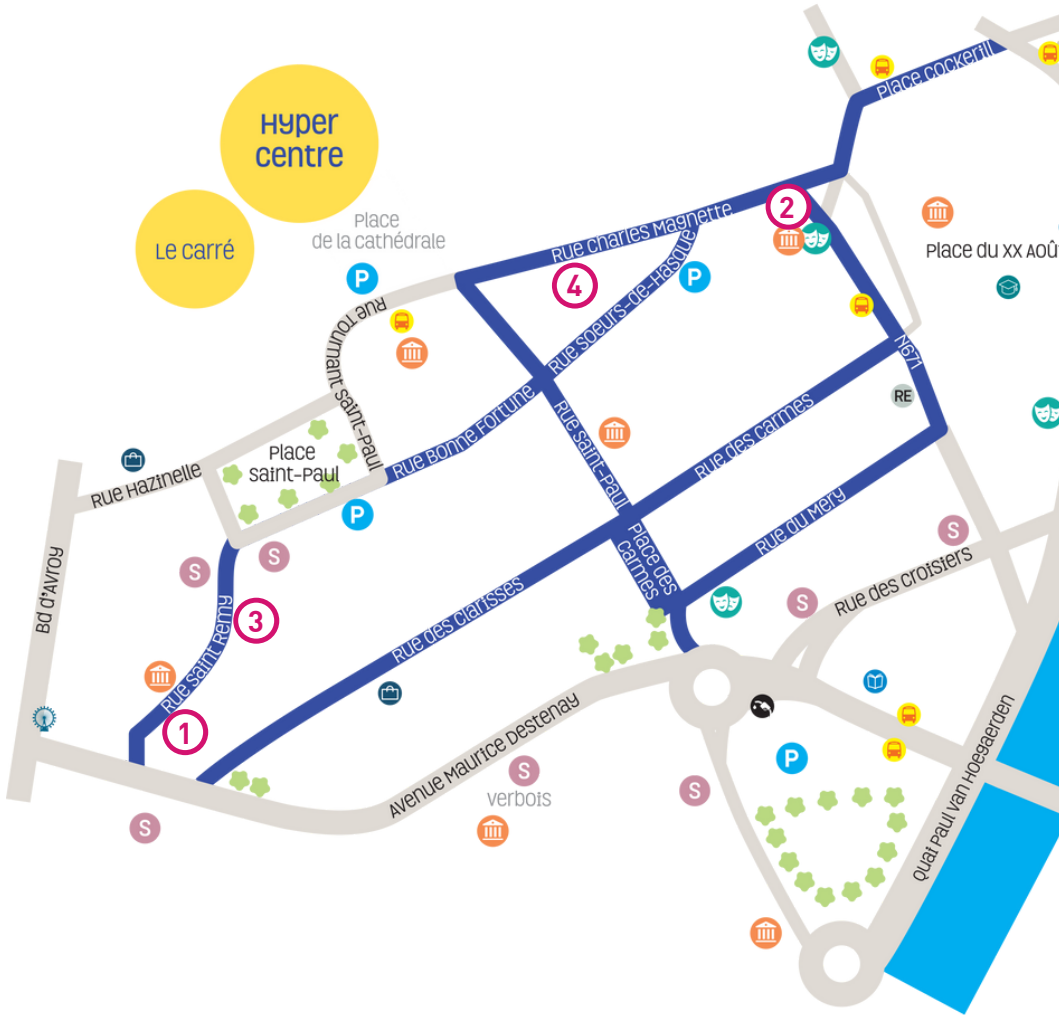 Hyper
centre
Le carré
Place
de la cathédrale
Place cockerill
P
Rue Charles Magnette
2
4
Place du XX Aoû
Rue Tournant Saint-Paul
Rue Soeurs-de-Hasque
P
N671
RE
Rue Hazinelle
Place
Saint-Paul
Rue Bonne Fortune
Rue Saint-Paul
Rue des carmes
P
Bd d'Avroy
S
S
Place des
carmes
Rue du Méry
S
Rue des croisiers
S
3
Rue Saint Remy
Rue des clarisses
1
Avenue Maurice Destenay
S
verbois
S
S
P
Quai Paul van Hoegaerden